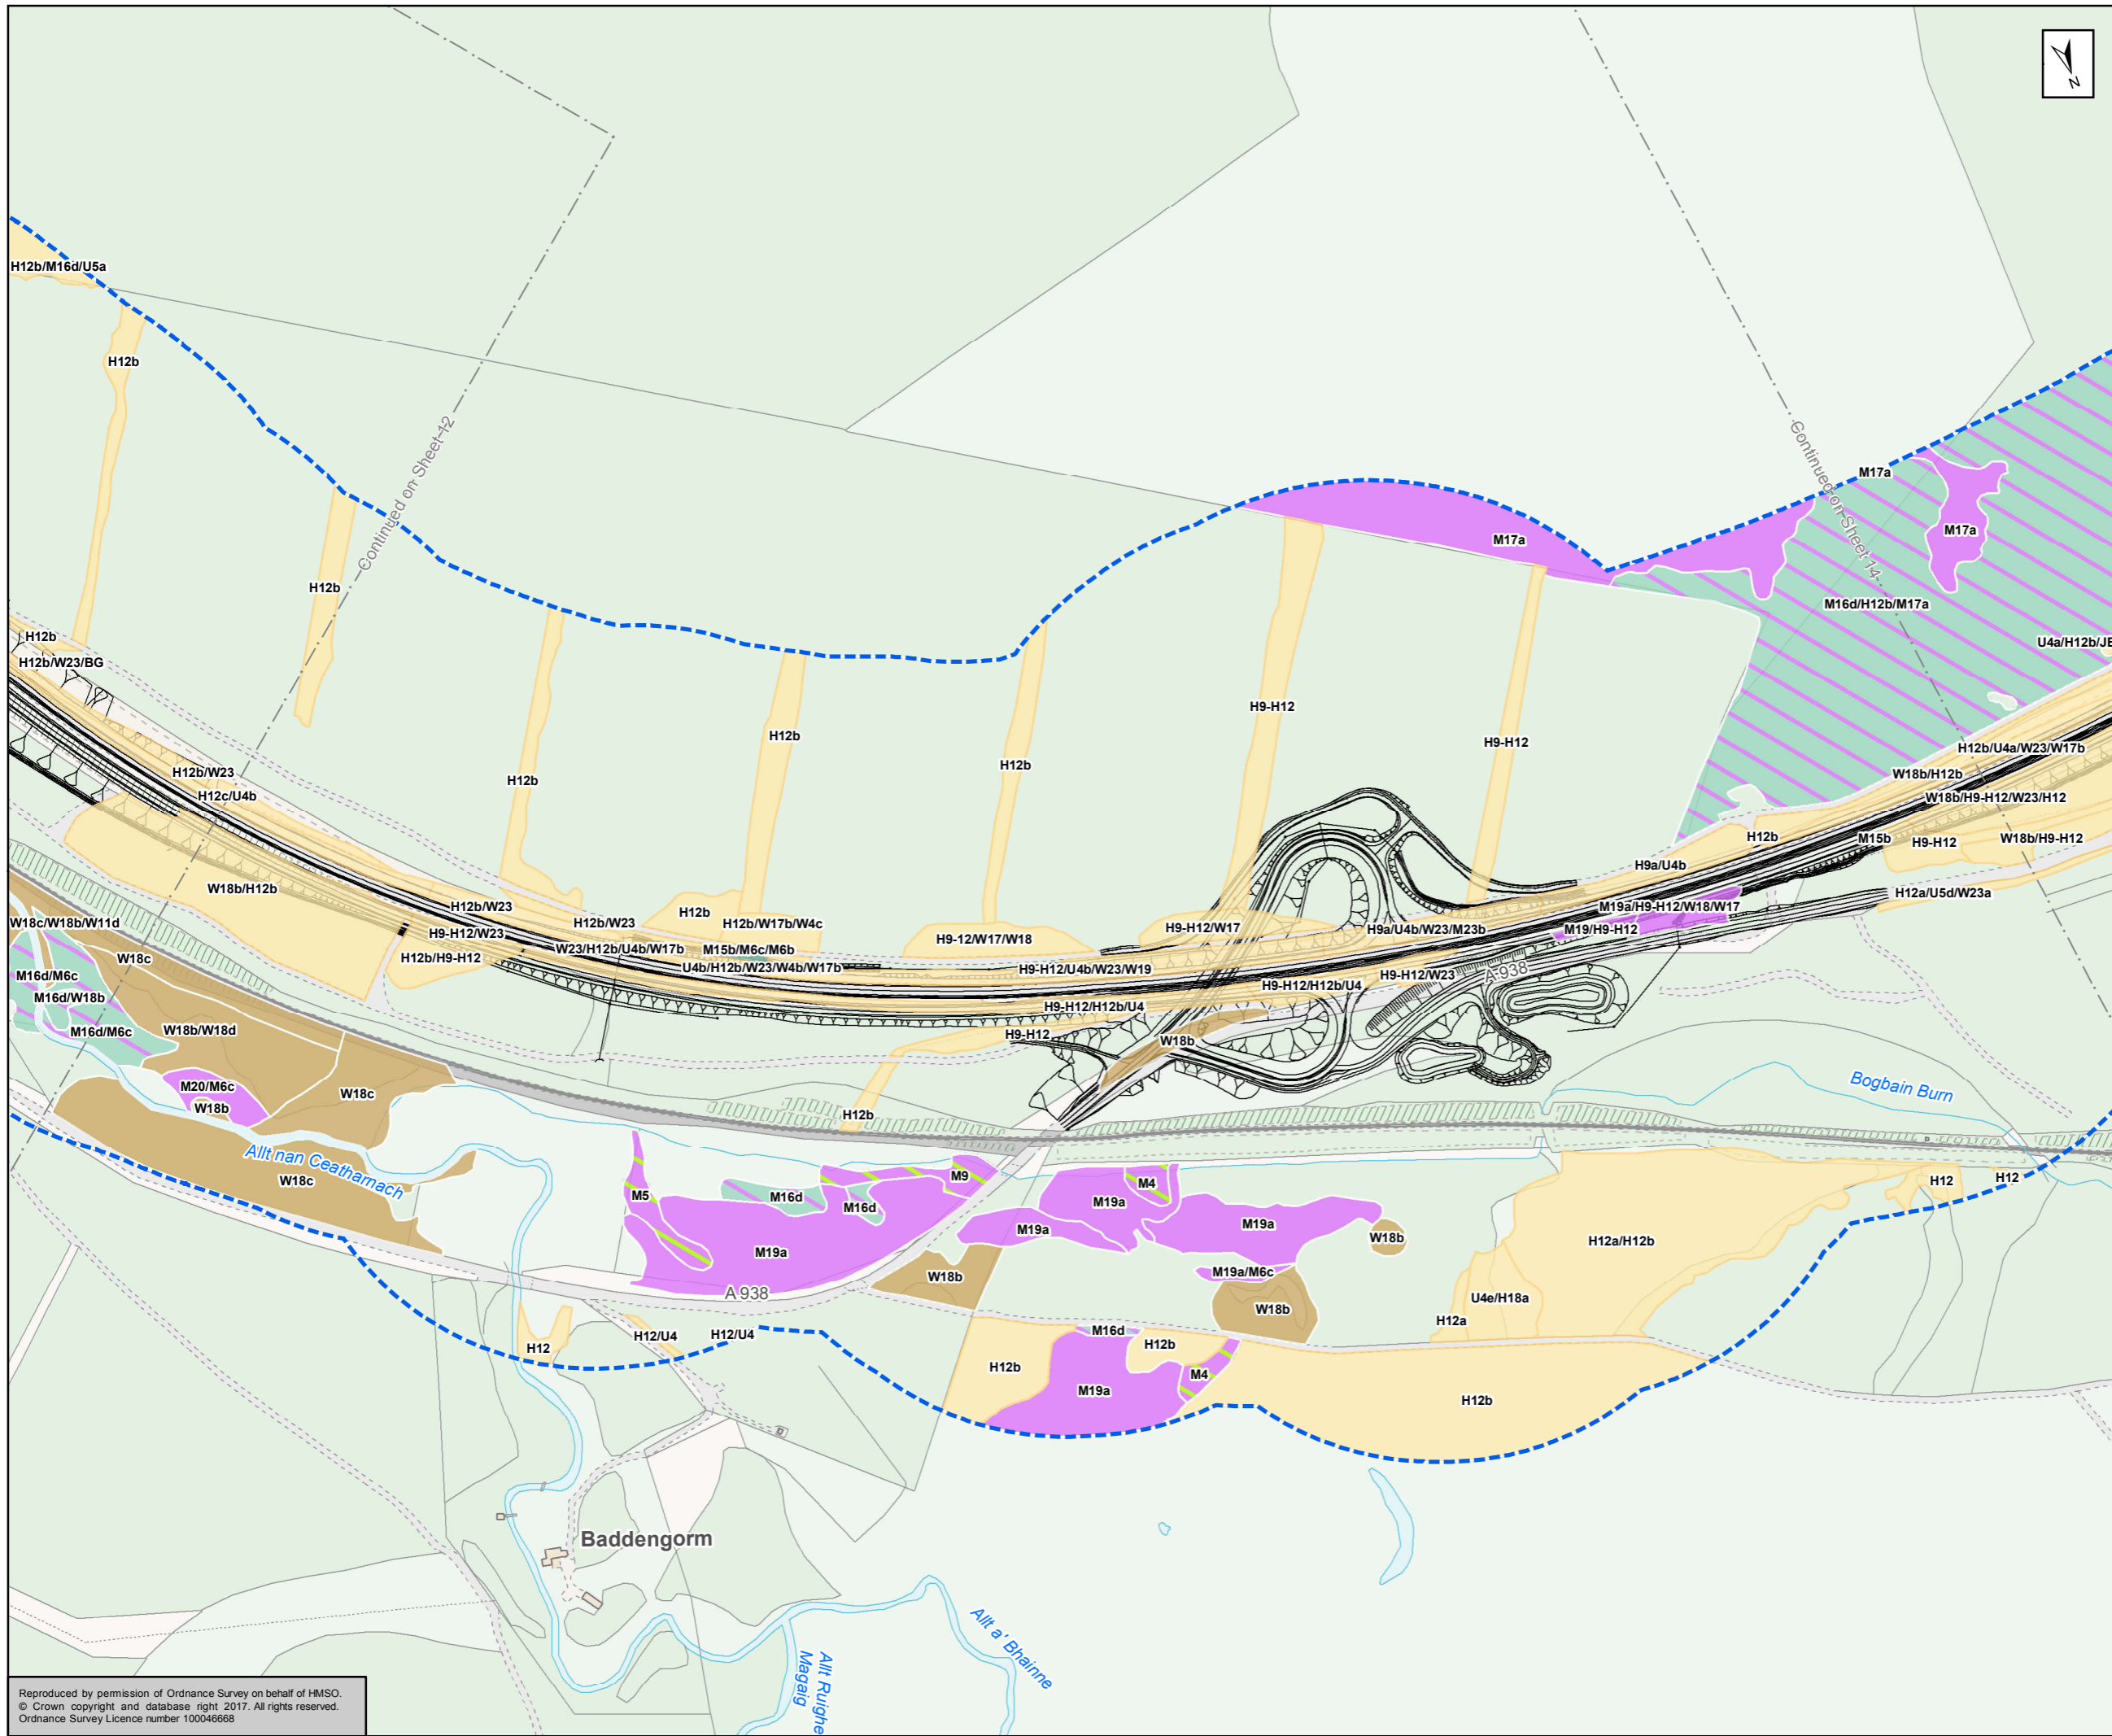 N
H12b/M16d/U5a
H12b
Continued on Sheet 12
Continued on Sheet 14
M17a
M17a
M17a
H12b
M16d/H12b/M17a
H12b
U4a/H12b/JE
H12b/W23/BG
H9-H12
H12b
H9-H12
H12b/U4a/W23/W17b
H12b
H12b/W23
W18b/H12b
H12b
H12c/U4b
W18b/H9-H12/W23/H12
H12b
M15b
H9-H12
W18b/H9-H12
H9a/U4b
W18b/H12b
H12a/U5d/W23a
H12b/W23
M19a/H9-H12/W18/W17
H12b
W18c/W18b/W11d
H12b/W23
H12b/W17b/W4c
H9-H12/W17
H9a/U4b/W23/M23b
M19/H9-H12
H9-H12/W23
H9-12/W17/W18
W23/H12b/U4b/W17b
M15b/M6c/M6b
W18c
H12b/H9-H12
U4b/H12b/W23/W4b/W17b
H9-H12/U4b/W23/W19
M16d/M6c
H9-H12/W23
A 938
H9-H12/H12b/U4
M16d/W18b
H9-H12/H12b/U4
M16d/M6c
W18b/W18d
H9-H12
W18b
M20/M6c
Bogbain Burn
W18c
W18b
H12b
Allt nan Ceatharnach
W18c
M9
H12
H12
M4
M5
M16d
M16d
M19a
M19a
M19a
W18b
H12a/H12b
M19a
M19a/M6c
W18b
A 938
W18b
U4e/H18a
H12a
H12
H12/U4
H12/U4
M16d
H12b
H12b
M4
M19a
H12b
Baddengorm
Allt a' Bhainne
Allt Ruighe
Magaig
Reproduced by permission of Ordnance Survey on behalf of HMSO.
© Crown copyright and database right 2017. All rights reserved.
Ordnance Survey Licence number 100046668